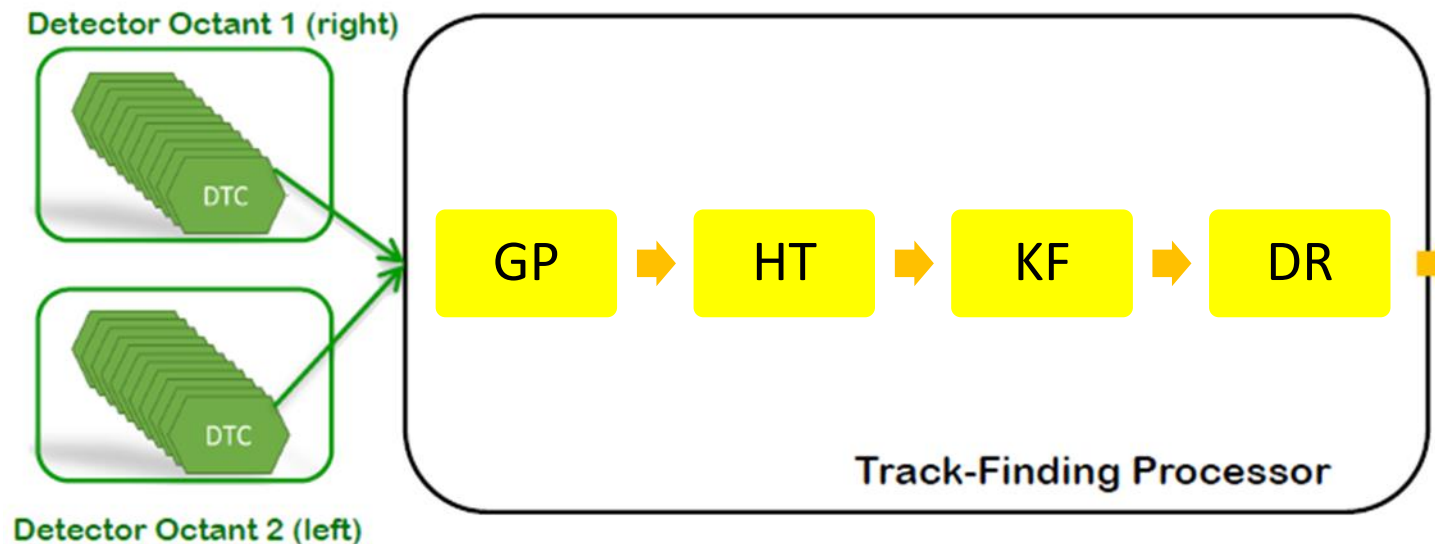 Detector Octant 1 (right)
DTC
GP
HT
KF
DR
DTC
Track-Finding Processor
Detector Octant 2 (left)